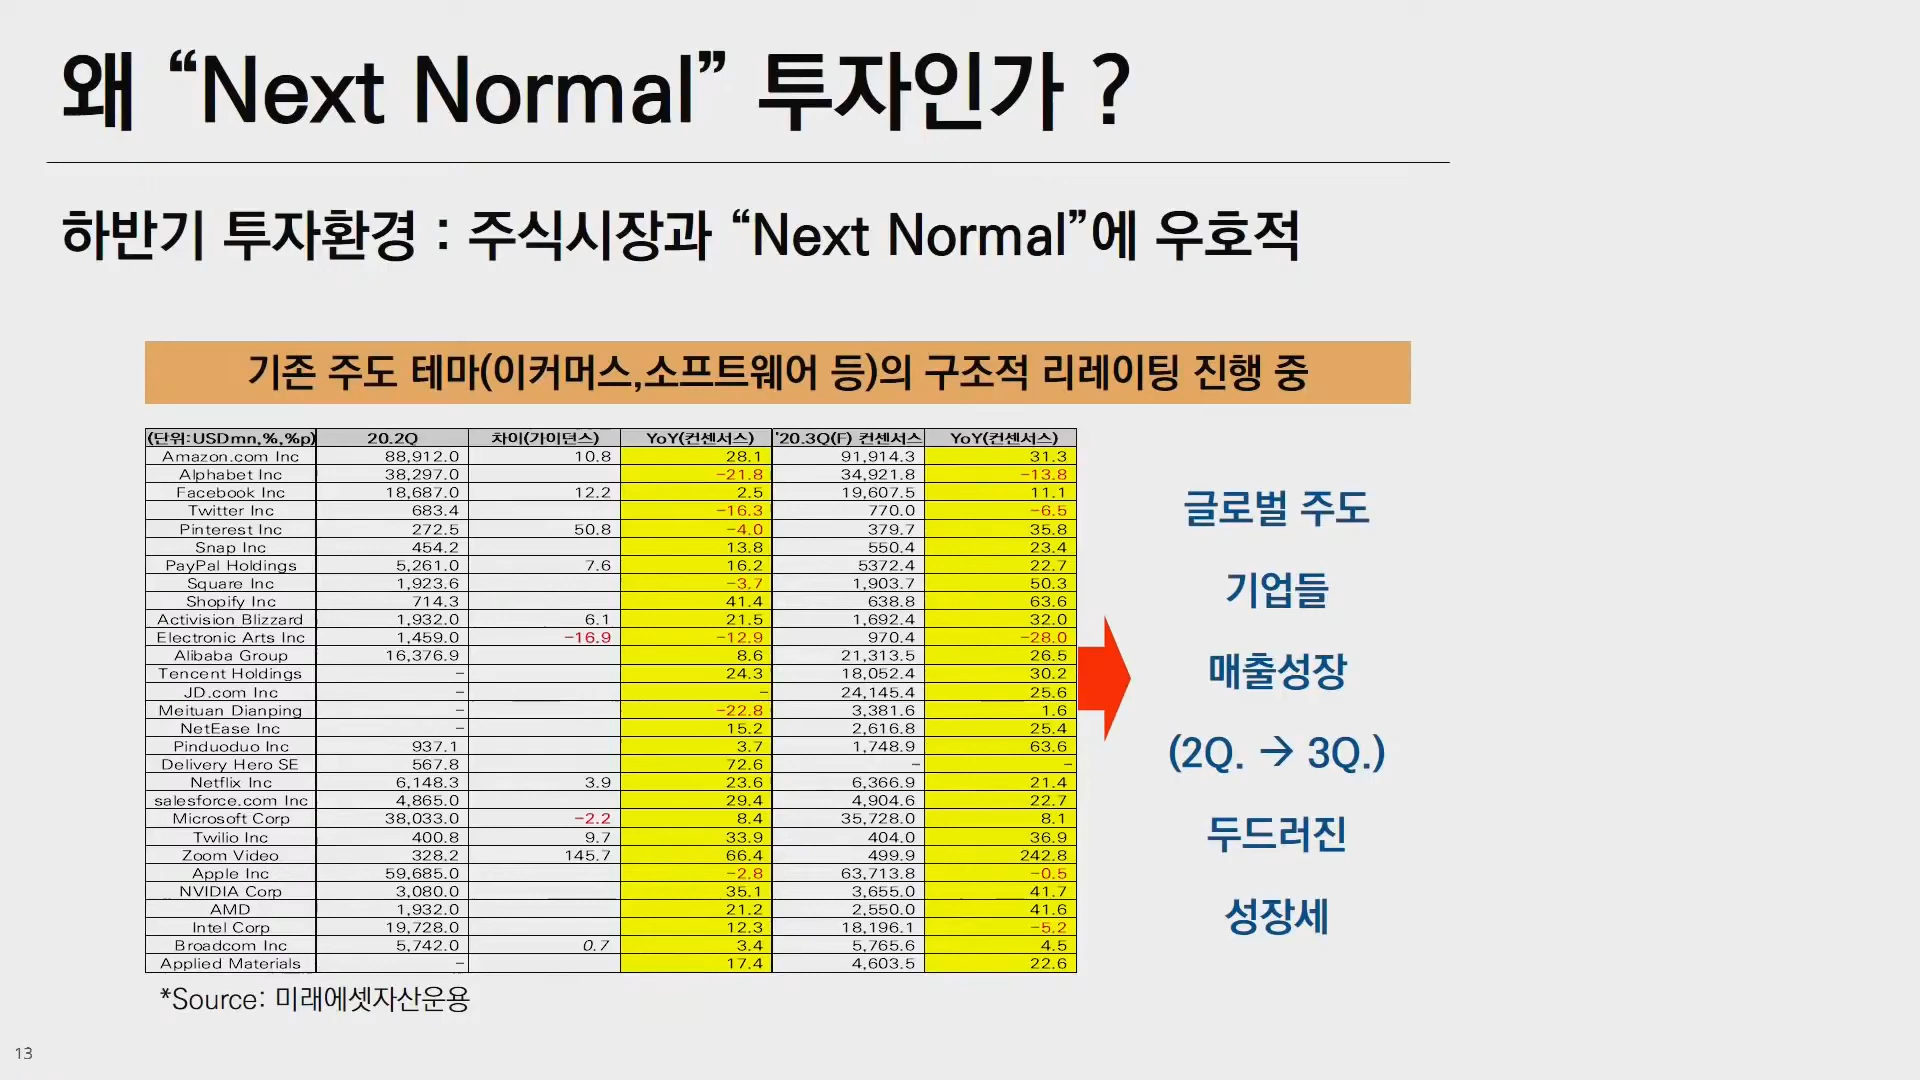 왜 “Next Normal” 투자인가 ?
하반기 투자환경 : 주식시장과 “Next Normal”에 우호적
기존 주도 테마(이커머스,소프트웨어 등)의 구조적 리레이팅 진행 중
(단위:USDmn,%,%p) 20.2Q 차이(가이던스) YoY(컨센서스) '20.3Q(F) 컨센서스 YoY(컨센서스)
Amazon.com Inc 88,912.0 10.8 28.1 91,914.3 31.3
Alphabet Inc 38,297.0 -21.8 34,921.8 -13.8
Facebook Inc 18,687.0 12.2 2.5 19,607.5 11.1
Twitter Inc 683.4 -16.3 770.0 -6.5
Pinterest Inc 272.5 50.8 -4.0 379.7 35.8
Snap Inc 454.2 13.8 550.4 23.4
PayPal Holdings 5,261.0 7.6 16.2 5372.4 22.7
Square Inc 1,923.6 -3.7 1,903.7 50.3
Shopify Inc 714.3 41.4 638.8 63.6
Activision Blizzard 1,932.0 6.1 21.5 1,692.4 32.0
Electronic Arts Inc 1,459.0 -16.9 -12.9 970.4 -28.0
Alibaba Group 16,376.9 8.6 21,313.5 26.5
Tencent Holdings - 24.3 18,052.4 30.2
JD.com Inc - - 24,145.4 25.6
Meituan Dianping - -22.8 3,381.6 1.6
NetEase Inc - 15.2 2,616.8 25.4
Pinduoduo Inc 937.1 3.7 1,748.9 63.6
Delivery Hero SE 567.8 72.6 - -
Netflix Inc 6,148.3 3.9 23.6 6,366.9 21.4
salesforce.com Inc 4,865.0 29.4 4,904.6 22.7
Microsoft Corp 38,033.0 -2.2 8.4 35,728.0 8.1
Twilio Inc 400.8 9.7 33.9 404.0 36.9
Zoom Video 328.2 145.7 66.4 499.9 242.8
Apple Inc 59,685.0 -2.8 63,713.8 -0.5
NVIDIA Corp 3,080.0 35.1 3,655.0 41.7
AMD 1,932.0 21.2 2,550.0 41.6
Intel Corp 19,728.0 12.3 18,196.1 -5.2
Broadcom Inc 5,742.0 0.7 3.4 5,765.6 4.5
Applied Materials - 17.4 4,603.5 22.6
글로벌 주도
기업들
매출성장
(2Q. → 3Q.)
두드러진
성장세
*Source: 미래에셋자산운용
13